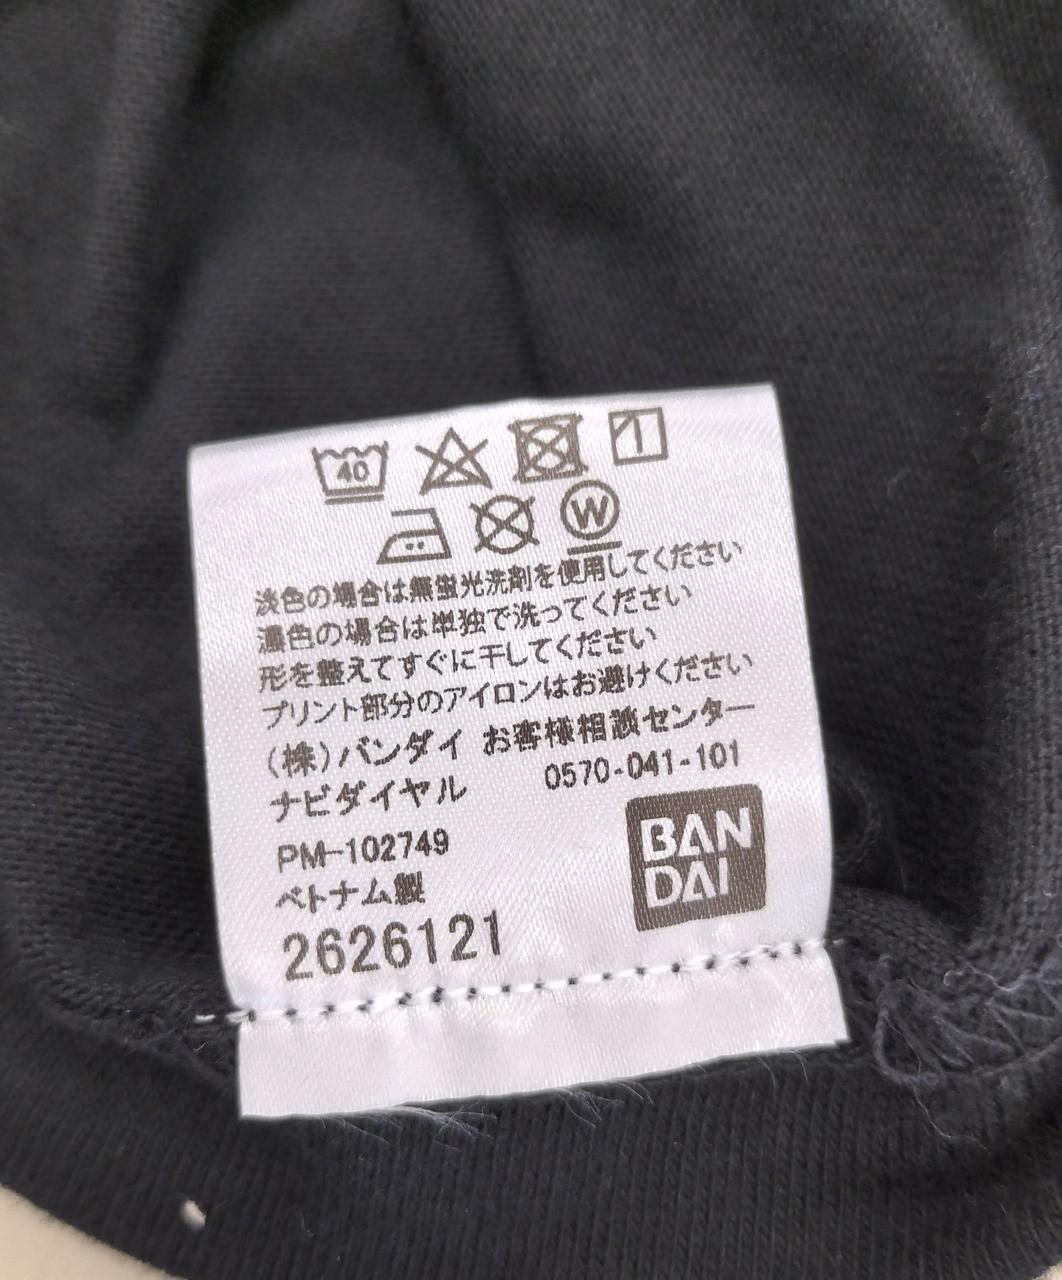 40
W
淡色の場合は無蛍光洗剤を使用してください
濃色の場合は単独で洗ってください
形を整えてすぐに干してください
プリント部分のアイロンはお避けください
(株)バンダイ お客様相談センター
ナビダイヤル 0570-041-101
PM-102749
ベトナム製
2626121
BAN
DAI